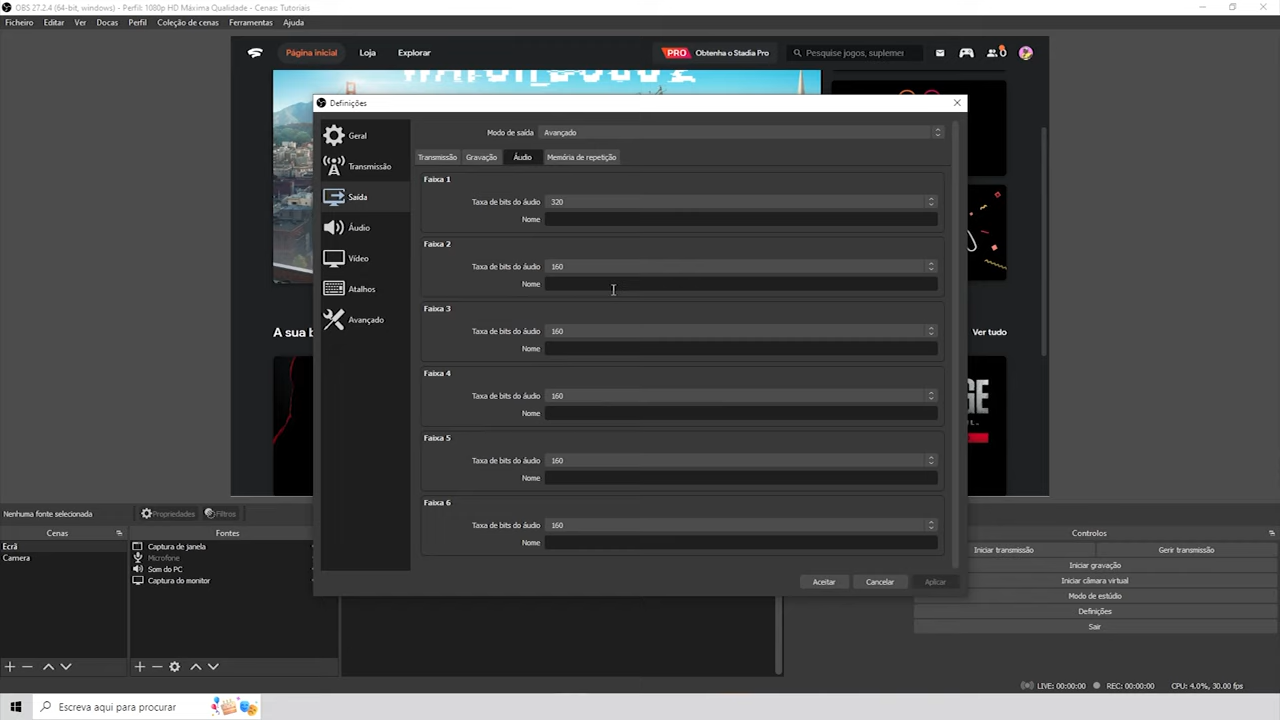 OBS 27.2.4 (64-bit, windows) - Perfil: 1080p HD Máxima Qualidade - Cenas: Tutoriais
Ficheiro Editar Ver Docas Perfil Coleção de cenas Ferramentas Ajuda
Página inicial Loja Explorar PRO Obtenha o Stadia Pro Pesquise jogos, suplemer 0
Definições
Geral
Transmissão
Saída
Áudio
Vídeo
Atalhos
Avançado
Modo de saída Avançado
Transmissão Gravação Áudio Memória de repetição
Faixa 1
Taxa de bits do áudio 320
Nome
Faixa 2
Taxa de bits do áudio 160
Nome
Faixa 3
Taxa de bits do áudio 160
Nome
Faixa 4
Taxa de bits do áudio 160
Nome
Faixa 5
Taxa de bits do áudio 160
Nome
Faixa 6
Taxa de bits do áudio 160
Nome
Aceitar Cancelar Aplicar
A sua b
Ver tudo
Nenhuma fonte selecionada Propriedades Filtros
Cenas
Ecrã
Camera
Fontes
Captura de janela
Microfone
Som do PC
Captura do monitor
Controlos
Iniciar transmissão Gerir transmissão
Iniciar gravação
Iniciar câmara virtual
Modo de estúdio
Definições
Sair
LIVE: 00:00:00 REC: 00:00:00 CPU: 4.0%, 30.00 fps
Escreva aqui para procurar